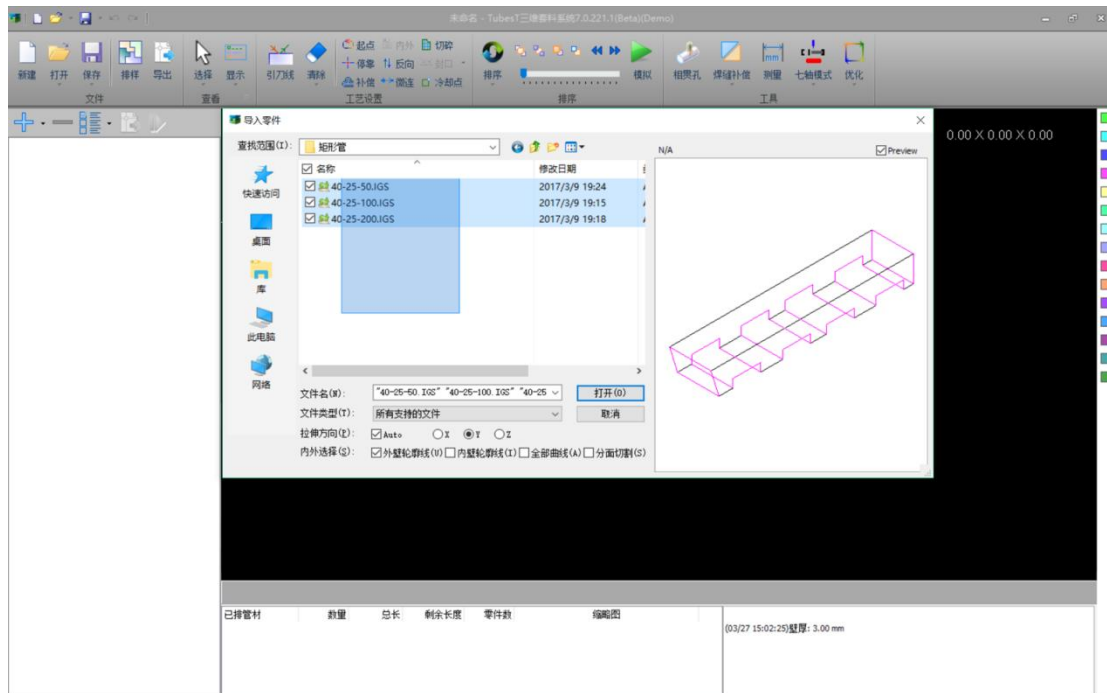 未命名 - TubesT三维套料系统7.0.221.1(Beta)(Demo)
新建 打开 保存 排样 导出 选择 显示 引刀线 清除 起点 内外 切碎
停靠 反向 封口
补偿 微连 冷却点
排序 模拟 相贯孔 焊缝补偿 测量 七轴模式 优化
文件 查看 工艺设置 排序 工具
导入零件
0.00 X 0.00 X 0.00
查找范围(I): 矩形管
N/A Preview
名称 修改日期
40-25-50.IGS 2017/3/9 19:24
40-25-100.IGS 2017/3/9 19:15
40-25-200.IGS 2017/3/9 19:18
快速访问
桌面
库
此电脑
网络
文件名(N): "40-25-50.IGS" "40-25-100.IGS" "40-25 打开(O)
文件类型(T): 所有支持的文件 取消
拉伸方向(P): Auto X Y Z
内外选择(S): 外壁轮廓线(U) 内壁轮廓线(I) 全部曲线(A) 分面切割(S)
已排管材 数量 总长 剩余长度 零件数 缩略图
(03/27 15:02:25)壁厚: 3.00 mm